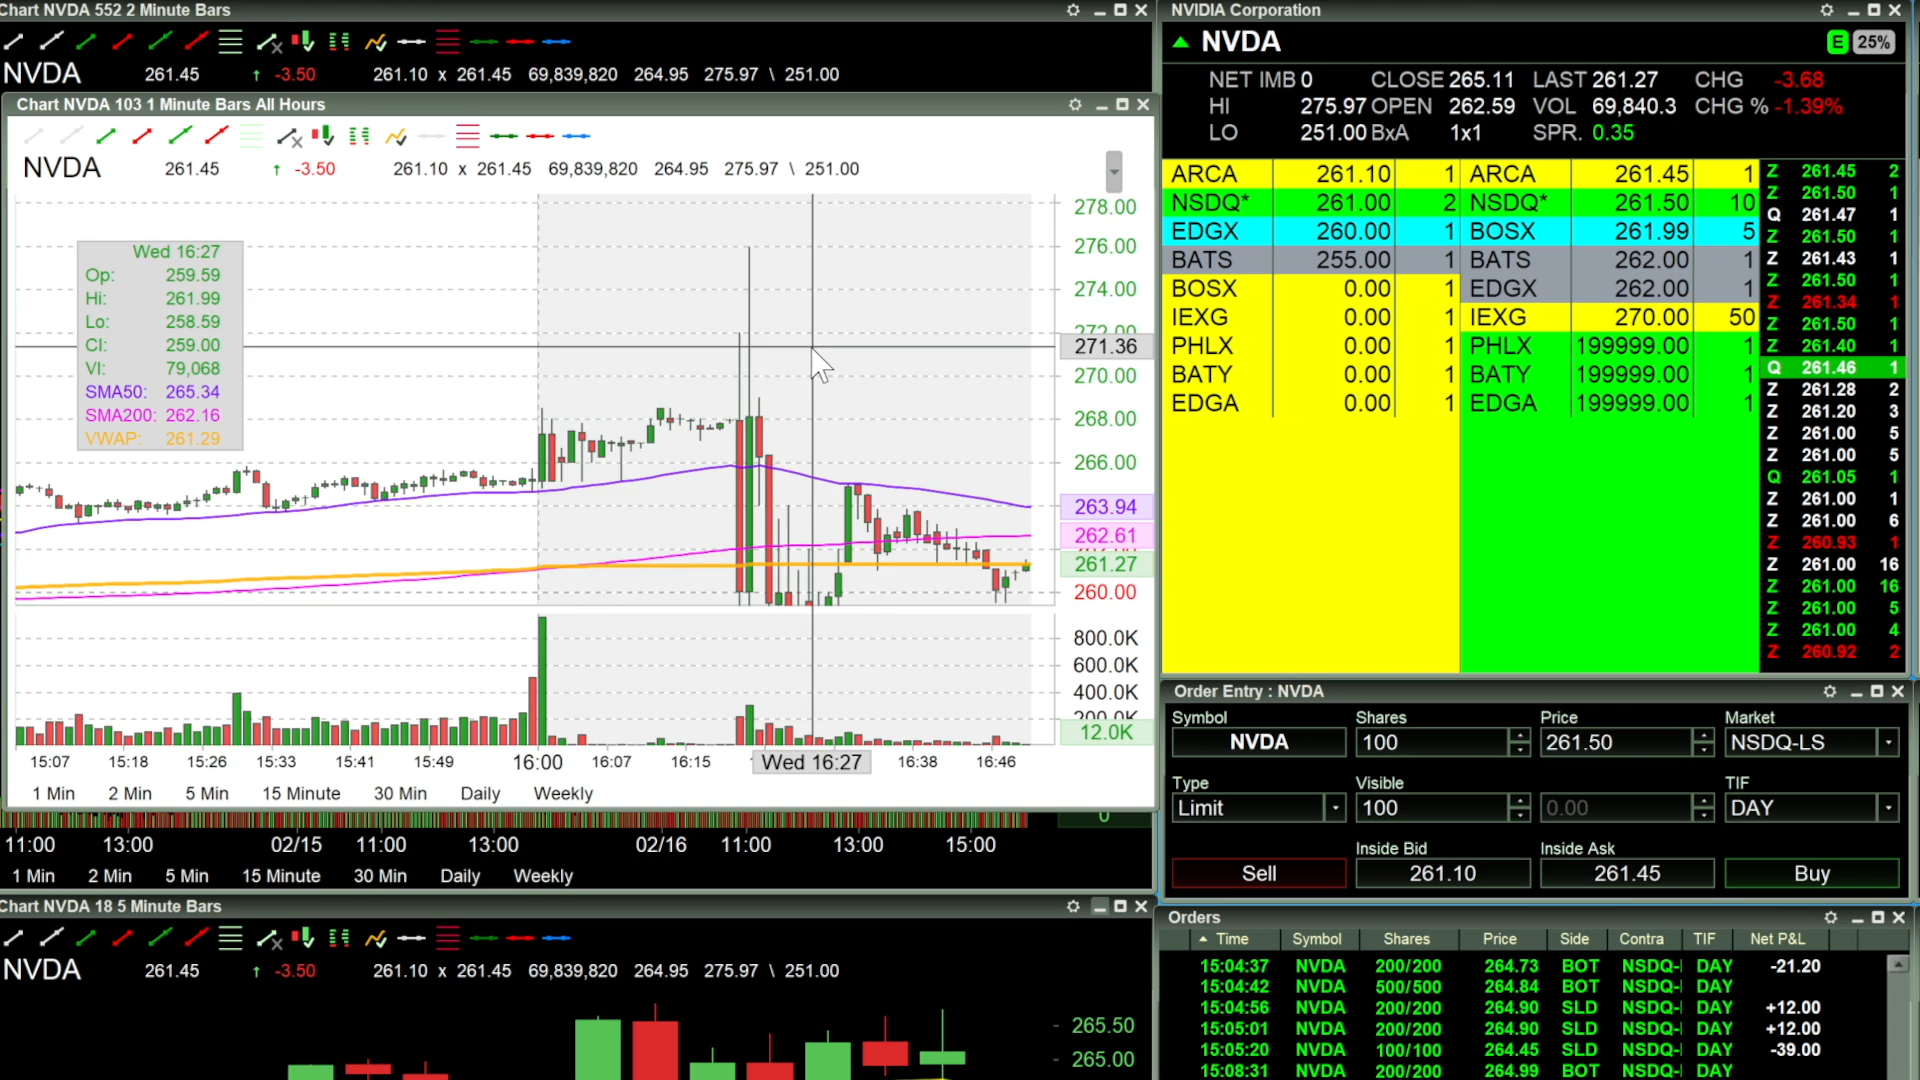 Chart NVDA 552 2 Minute Bars
NVDA 261.45 ↑ -3.50 261.10 x 261.45 69,839,820 264.95 275.97 \ 251.00
Chart NVDA 103 1 Minute Bars All Hours
NVDA 261.45 ↑ -3.50 261.10 x 261.45 69,839,820 264.95 275.97 \ 251.00
Wed 16:27
Op: 259.59
Hi: 261.99
Lo: 258.59
Cl: 259.00
Vl: 79,068
SMA50: 265.34
SMA200: 262.16
VWAP: 261.29
278.00
276.00
274.00
272.00
271.36
270.00
268.00
266.00
263.94
262.61
261.27
260.00
800.0K
600.0K
400.0K
200.0K
12.0K
15:07 15:18 15:26 15:33 15:41 15:49 16:00 16:07 16:15 Wed 16:27 16:38 16:46
1 Min 2 Min 5 Min 15 Minute 30 Min Daily Weekly
0
11:00 13:00 02/15 11:00 13:00 02/16 11:00 13:00 15:00
1 Min 2 Min 5 Min 15 Minute 30 Min Daily Weekly
Chart NVDA 18 5 Minute Bars
NVDA 261.45 ↑ -3.50 261.10 x 261.45 69,839,820 264.95 275.97 \ 251.00
265.50
265.00
NVIDIA Corporation
NVDA E 25%
NET IMB 0 CLOSE 265.11 LAST 261.27 CHG -3.68
HI 275.97 OPEN 262.59 VOL 69,840.3 CHG % -1.39%
LO 251.00 BxA 1x1 SPR. 0.35
ARCA 261.10 1 ARCA 261.45 1
NSDQ* 261.00 2 NSDQ* 261.50 10
EDGX 260.00 1 BOSX 261.99 5
BATS 255.00 1 BATS 262.00 1
BOSX 0.00 1 EDGX 262.00 1
IEXG 0.00 1 IEXG 270.00 50
PHLX 0.00 1 PHLX 199999.00 1
BATY 0.00 1 BATY 199999.00 1
EDGA 0.00 1 EDGA 199999.00 1
Z 261.45 2
Z 261.50 1
Q 261.47 1
Z 261.50 1
Z 261.43 1
Z 261.50 1
Z 261.34 1
Z 261.50 1
Z 261.40 1
Q 261.46 1
Z 261.28 2
Z 261.20 3
Z 261.00 5
Z 261.00 5
Q 261.05 1
Z 261.00 1
Z 261.00 6
Z 260.93 1
Z 261.00 16
Z 261.00 16
Z 261.00 5
Z 261.00 4
Z 260.92 2
Order Entry : NVDA
Symbol Shares Price Market
NVDA 100 261.50 NSDQ-LS
Type Visible TIF
Limit 100 0.00 DAY
Inside Bid Inside Ask
Sell 261.10 261.45 Buy
Orders
Time Symbol Shares Price Side Contra TIF Net P&L
15:04:37 NVDA 200/200 264.73 BOT NSDQ-l DAY -21.20
15:04:42 NVDA 500/500 264.84 BOT NSDQ-l DAY
15:04:56 NVDA 200/200 264.90 SLD NSDQ-l DAY +12.00
15:05:01 NVDA 200/200 264.90 SLD NSDQ-l DAY +12.00
15:05:20 NVDA 100/100 264.45 SLD NSDQ-l DAY -39.00
15:08:31 NVDA 200/200 264.99 BOT NSDQ-l DAY